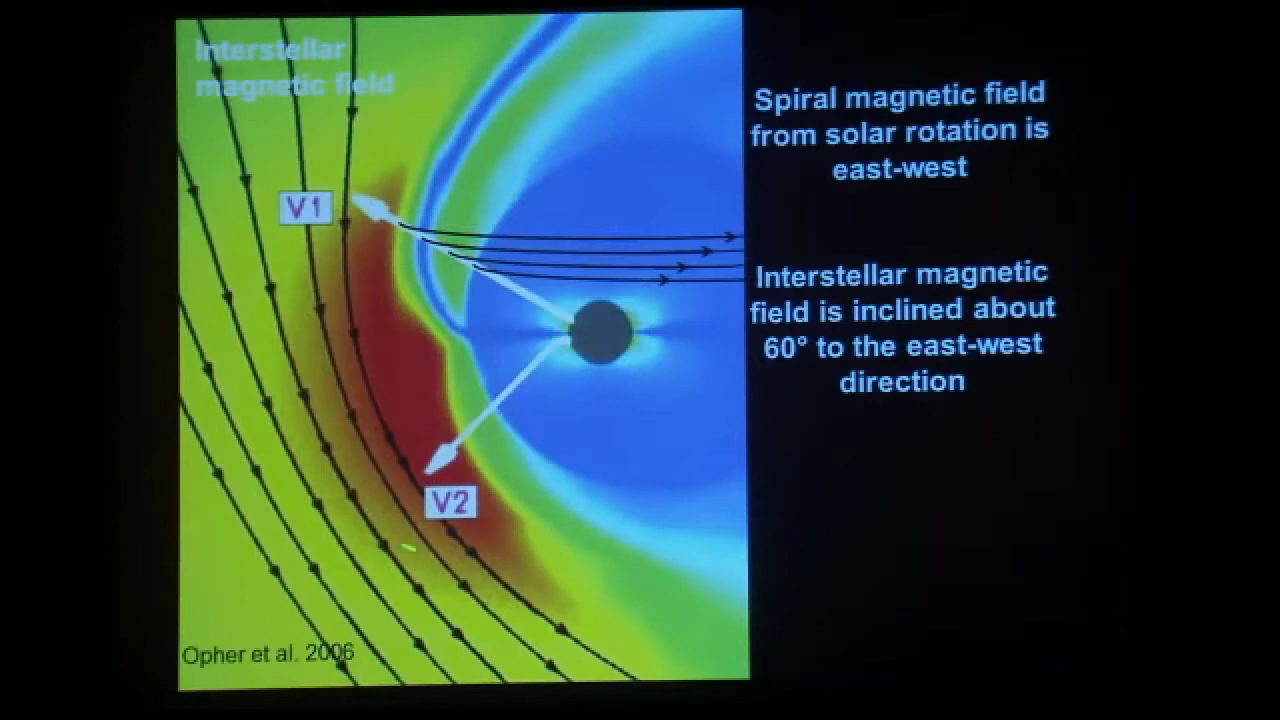 Interstellar
magnetic field
V1
V2
Opher et al. 2006
Spiral magnetic field
from solar rotation is
east-west
Interstellar magnetic
field is inclined about
60° to the east-west
direction